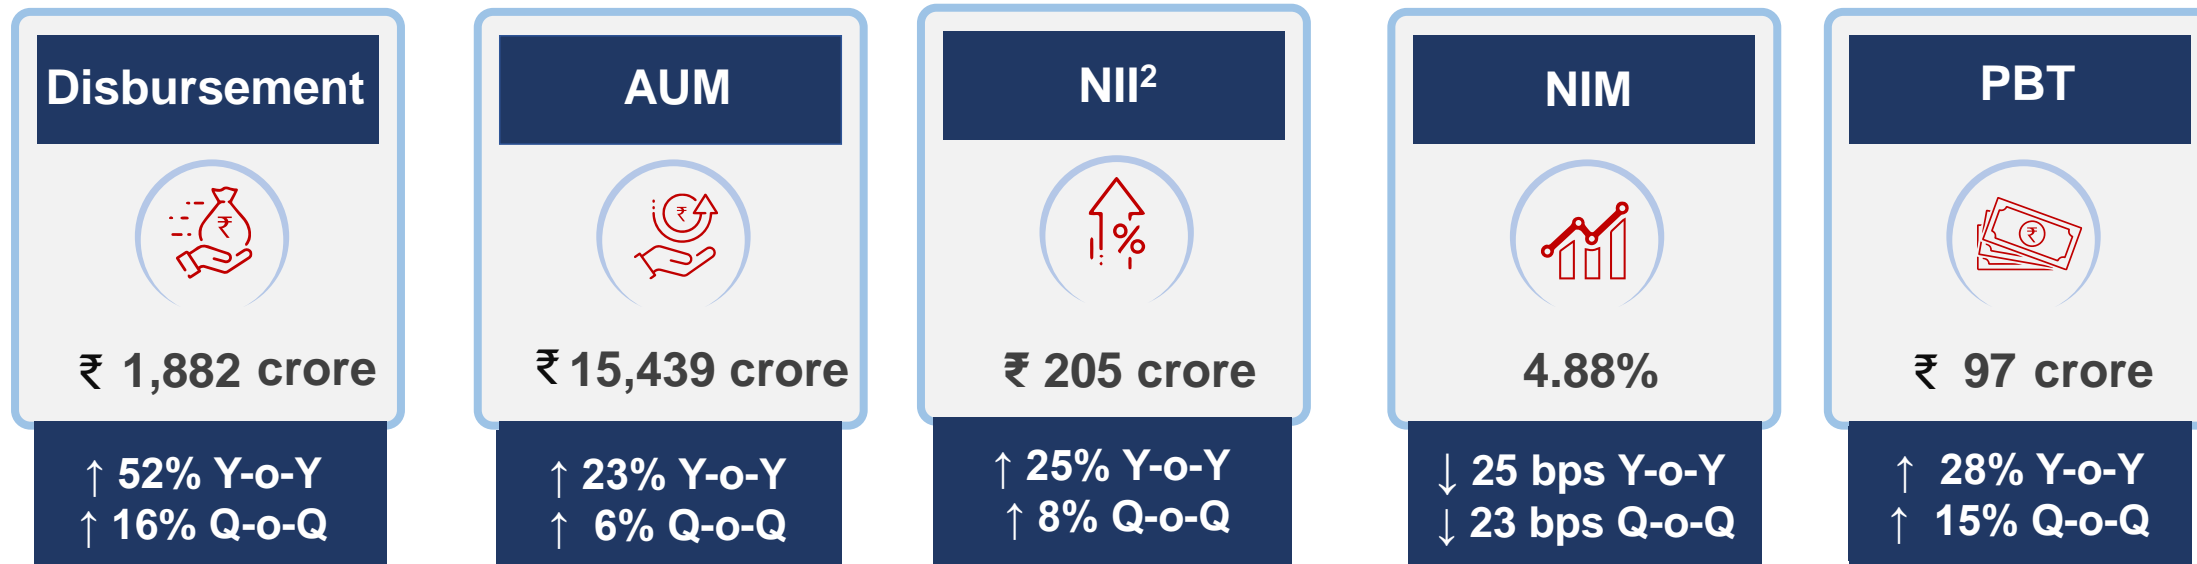 Disbursement
₹
₹ 1,882 crore
↑ 52% Y-o-Y
↑ 16% Q-o-Q
AUM
₹
₹ 15,439 crore
↑ 23% Y-o-Y
↑ 6% Q-o-Q
NII²
%
₹ 205 crore
↑ 25% Y-o-Y
↑ 8% Q-o-Q
NIM
4.88%
↓ 25 bps Y-o-Y
↓ 23 bps Q-o-Q
PBT
₹
₹ 97 crore
↑ 28% Y-o-Y
↑ 15% Q-o-Q